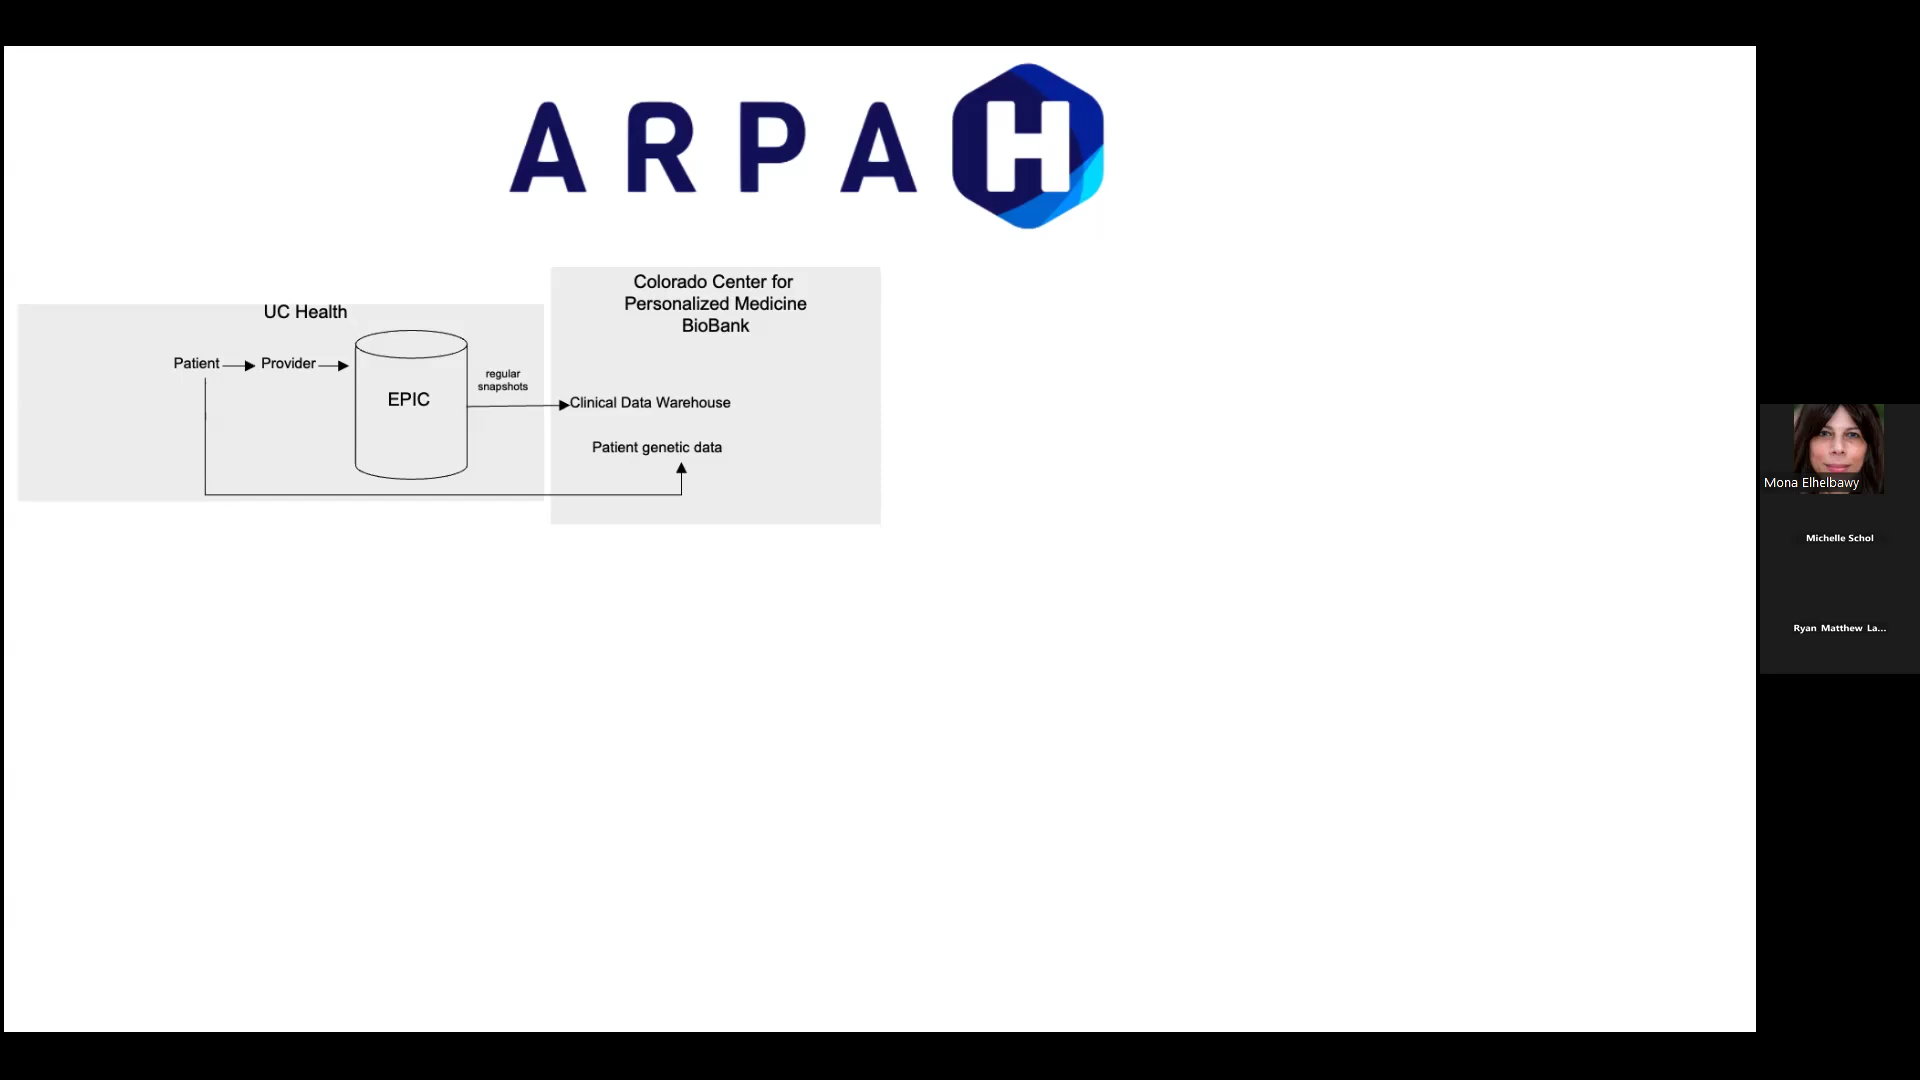 ARPA H
UC Health
Patient
Provider
EPIC
regular
snapshots
Colorado Center for
Personalized Medicine
BioBank
Clinical Data Warehouse
Patient genetic data
Mona Elhelbawy
Michelle Schol
Ryan Matthew La...